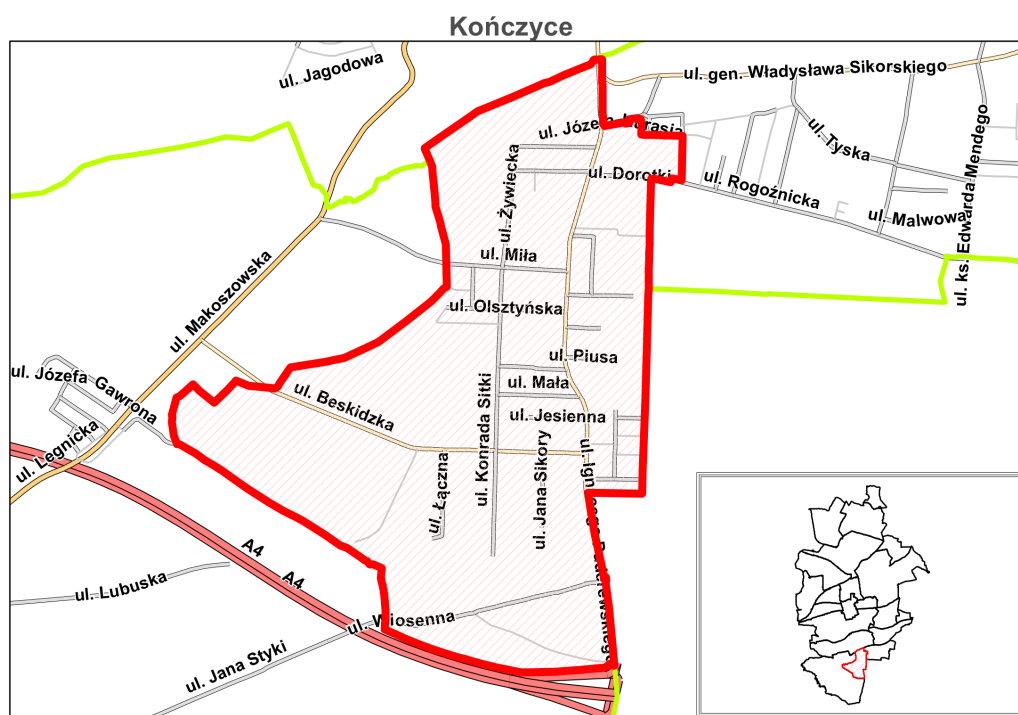 Kończyce
ul. Jagodowa
ul. gen. Władysława Sikorskiego
ul. Józefa
ul. Tyska
ul. ks. Edwarda Mendego
ul. Żywiecka
ul. Dorotki
ul. Rogoźnicka
ul. Malwowa
ul. Miła
ul. Makoszowska
ul. Olsztyńska
ul. Piusa
ul. Józefa Gawrona
ul. Mała
ul. Beskidzka
ul. Konrada Sitki
ul. Jesienna
ul. Legnicka
ul. Łączna
ul. Jana Sikory
ul.
A4
A4
ul. Lubuska
ul. Wiosenna
ul. Jana Styki